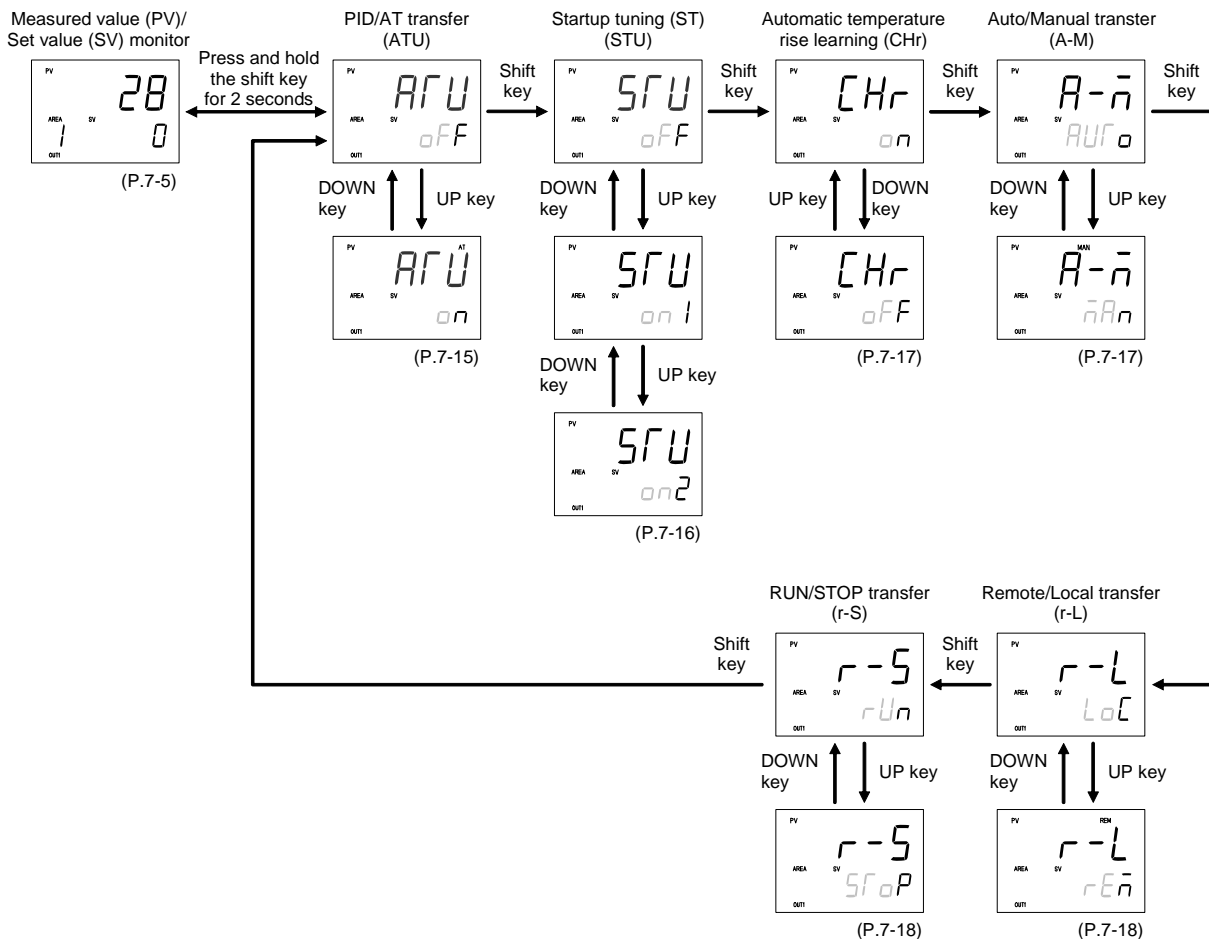 Measured value (PV)/
Set value (SV) monitor
PV
28
AREA SV
1 0
OUT1
(P.7-5)
Press and hold
the shift key
for 2 seconds
PID/AT transfer
(ATU)
PV
ATU
AREA SV
oFF
OUT1
DOWN
key
UP key
PV AT
ATU
AREA SV
on
OUT1
(P.7-15)
Shift
key
Startup tuning (ST)
(STU)
PV
STU
AREA SV
oFF
OUT1
DOWN
key
UP key
PV
STU
AREA SV
on1
OUT1
DOWN
key
UP key
PV
STU
AREA SV
on2
OUT1
(P.7-16)
Shift
key
Automatic temperature
rise learning (CHr)
PV
CHr
AREA SV
on
OUT1
UP key
DOWN
key
PV
CHr
AREA SV
oFF
OUT1
(P.7-17)
Shift
key
Auto/Manual transter
(A-M)
PV
A-M
AREA SV
AUTo
OUT1
DOWN
key
UP key
PV MAN
A-M
AREA SV
MAn
OUT1
(P.7-17)
Shift
key
Remote/Local transfer
(r-L)
PV
r-L
AREA SV
LoC
OUT1
DOWN
key
UP key
PV REM
r-L
AREA SV
rEM
OUT1
(P.7-18)
Shift
key
RUN/STOP transfer
(r-S)
PV
r-S
AREA SV
rUn
OUT1
DOWN
key
UP key
PV
r-S
AREA SV
SToP
OUT1
(P.7-18)
Shift
key